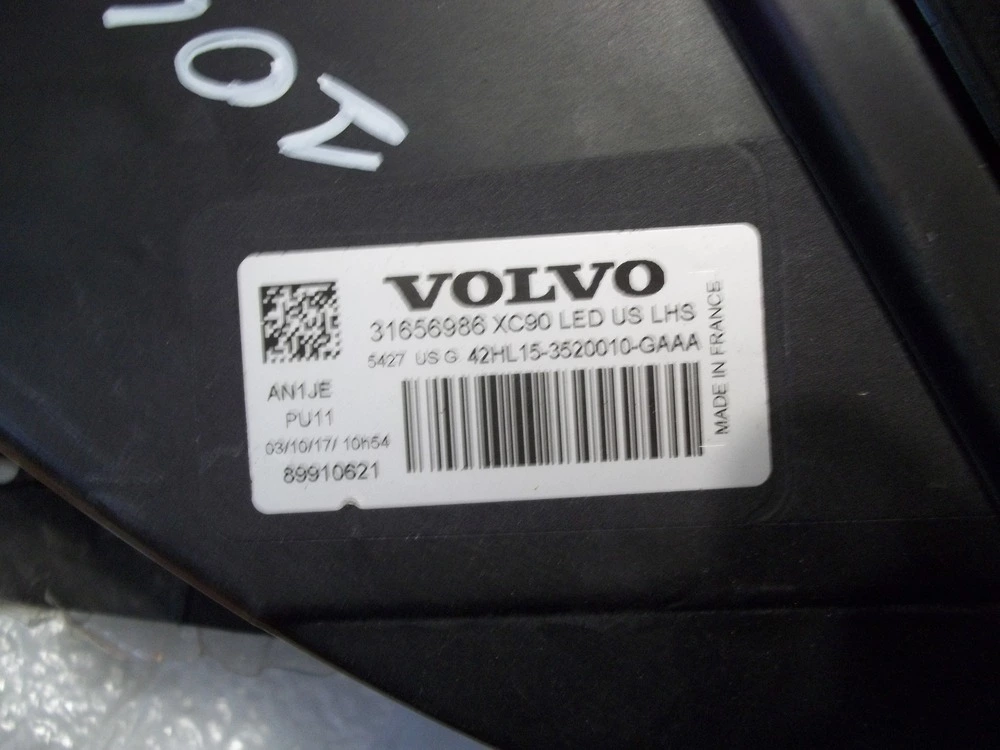 VOLVO
31656986 XC90 LED US LHS
5427 US G 42HL15-3520010-GAAA
AN1JE
PU11
03/10/17/ 10h54
89910621
MADE IN FRANCE